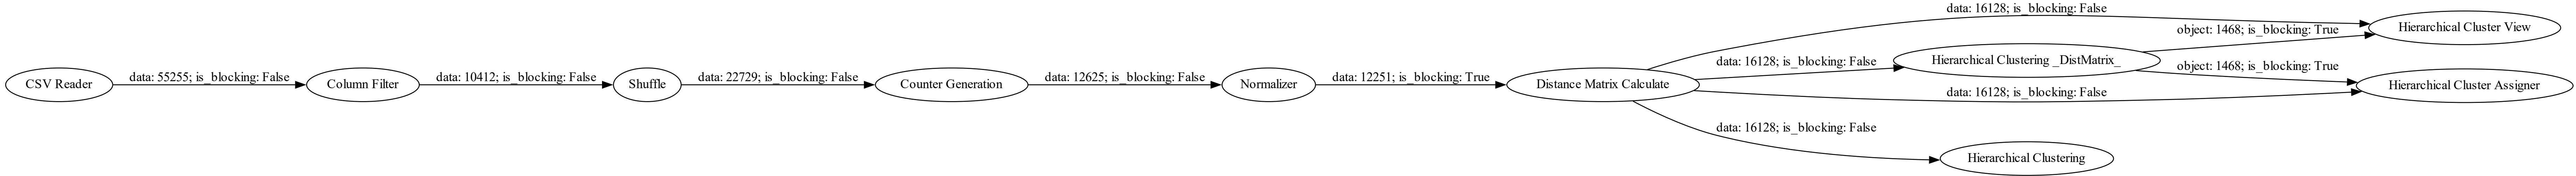 CSV Reader
data: 55255; is_blocking: False
Column Filter
data: 10412; is_blocking: False
Shuffle
data: 22729; is_blocking: False
Counter Generation
data: 12625; is_blocking: False
Normalizer
data: 12251; is_blocking: True
Distance Matrix Calculate
data: 16128; is_blocking: False
data: 16128; is_blocking: False
data: 16128; is_blocking: False
data: 16128; is_blocking: False
Hierarchical Clustering _DistMatrix_
object: 1468; is_blocking: True
object: 1468; is_blocking: True
Hierarchical Cluster View
Hierarchical Cluster Assigner
Hierarchical Clustering